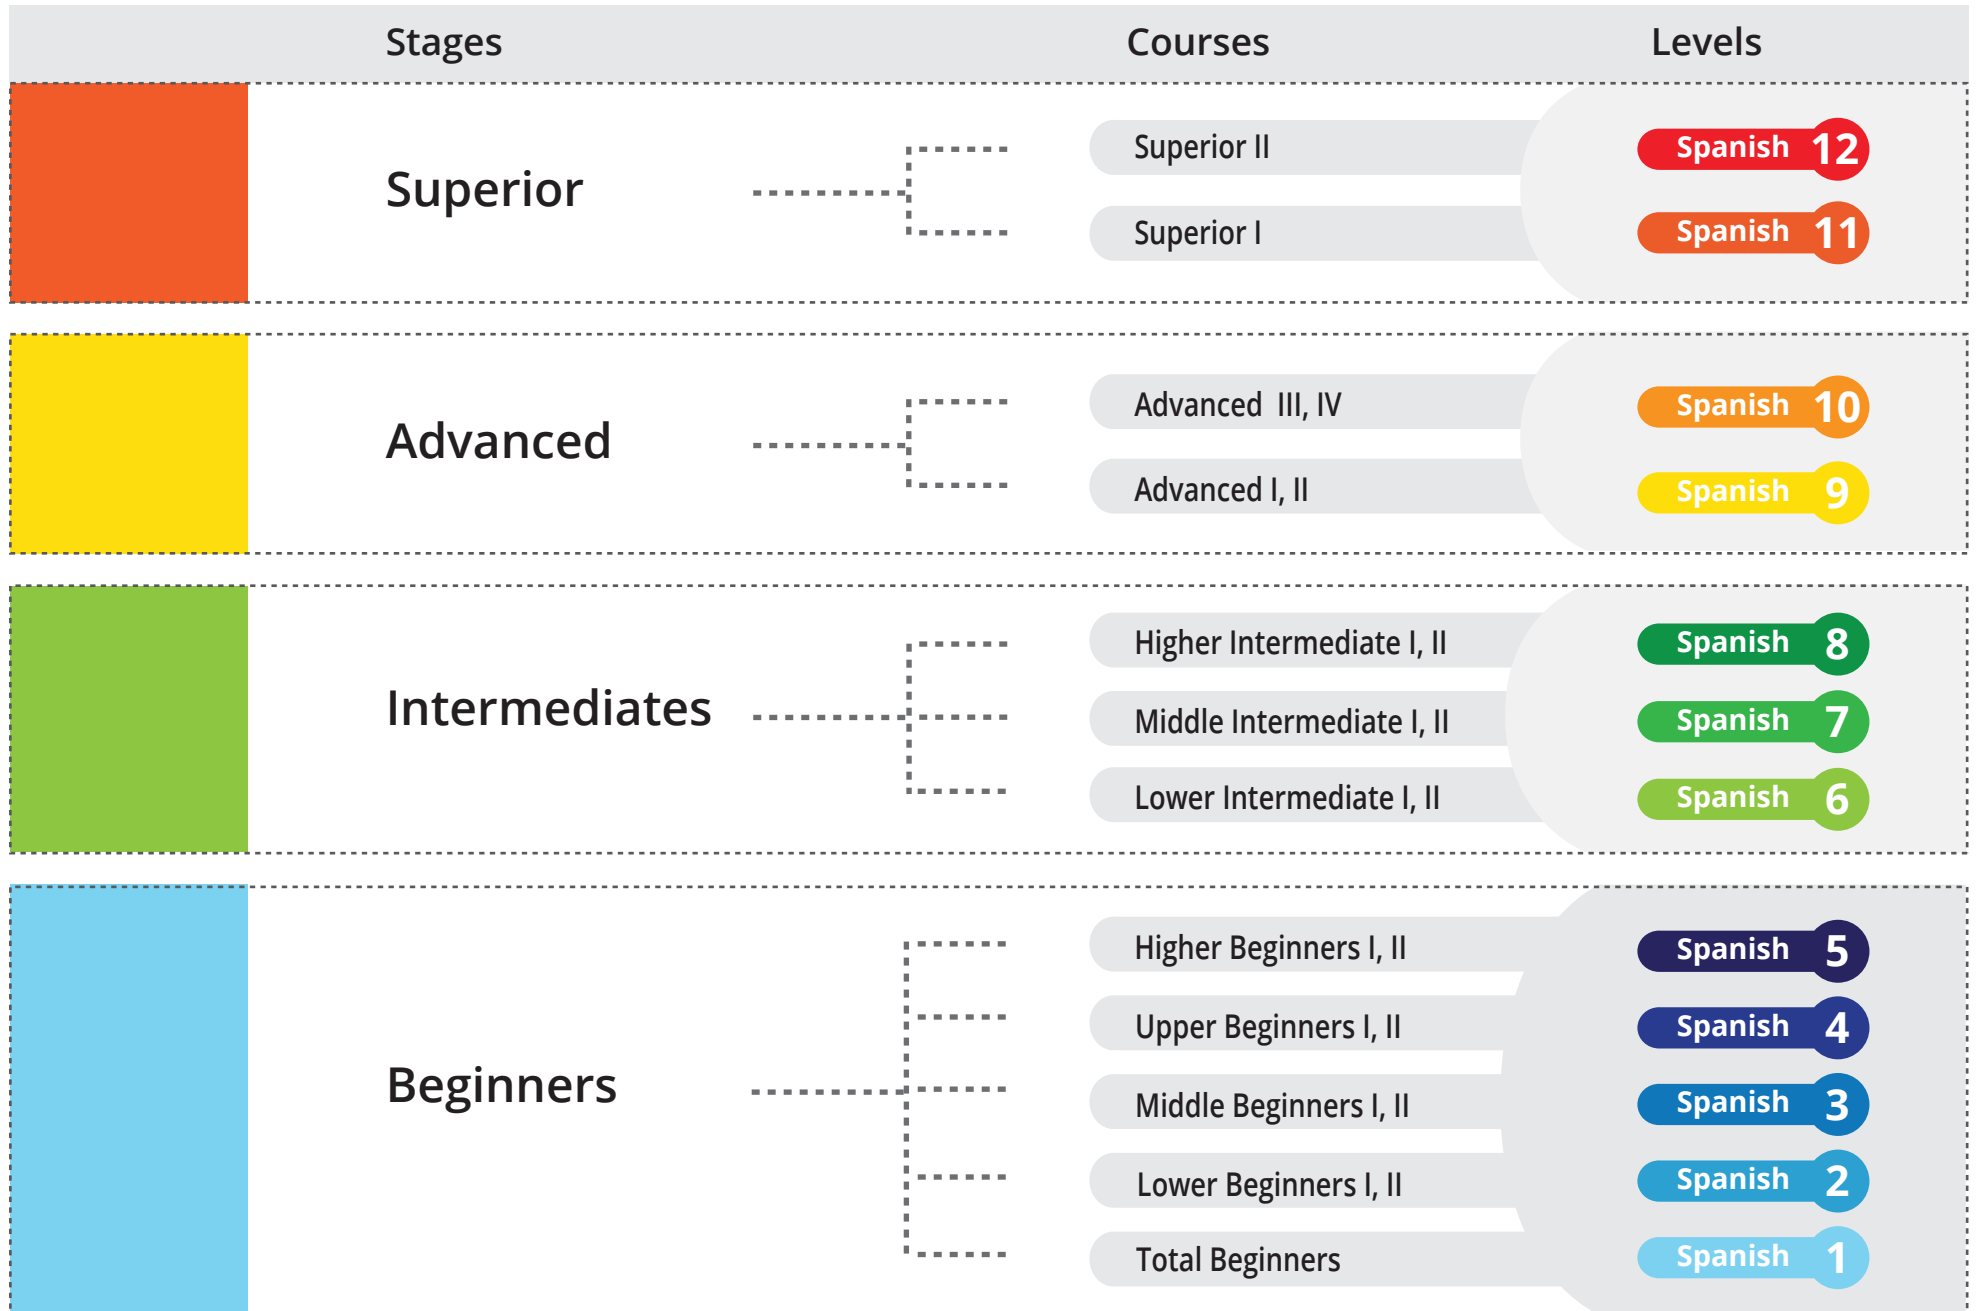 Stages Courses Levels
Superior
Superior II Spanish 12
Superior I Spanish 11
Advanced
Advanced III, IV Spanish 10
Advanced I, II Spanish 9
Intermediates
Higher Intermediate I, II Spanish 8
Middle Intermediate I, II Spanish 7
Lower Intermediate I, II Spanish 6
Beginners
Higher Beginners I, II Spanish 5
Upper Beginners I, II Spanish 4
Middle Beginners I, II Spanish 3
Lower Beginners I, II Spanish 2
Total Beginners Spanish 1